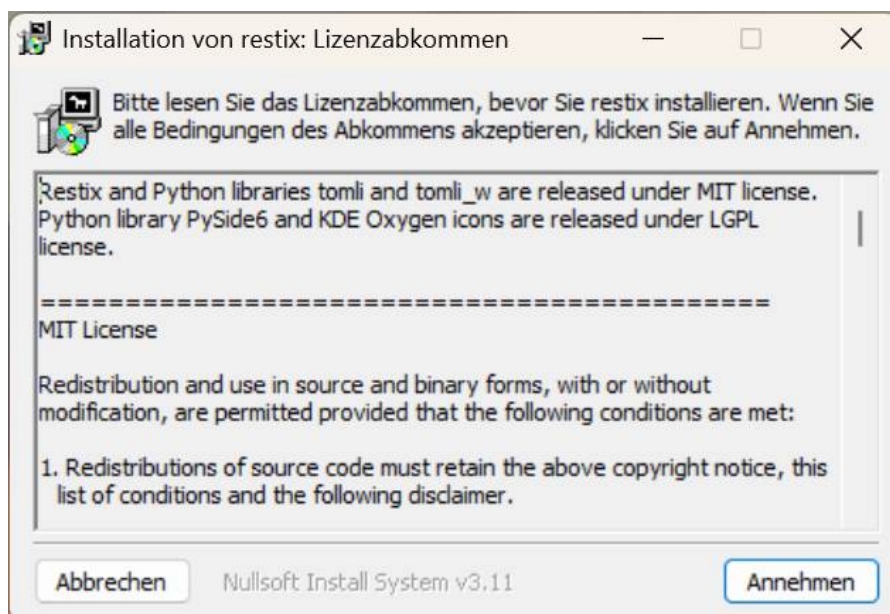 Installation von restix: Lizenzabkommen
Bitte lesen Sie das Lizenzabkommen, bevor Sie restix installieren. Wenn Sie
alle Bedingungen des Abkommens akzeptieren, klicken Sie auf Annehmen.
Restix and Python libraries tomli and tomli_w are released under MIT license.
Python library PySide6 and KDE Oxygen icons are released under LGPL
license.
============================================
MIT License
Redistribution and use in source and binary forms, with or without
modification, are permitted provided that the following conditions are met:
1. Redistributions of source code must retain the above copyright notice, this
list of conditions and the following disclaimer.
Abbrechen Nullsoft Install System v3.11 Annehmen